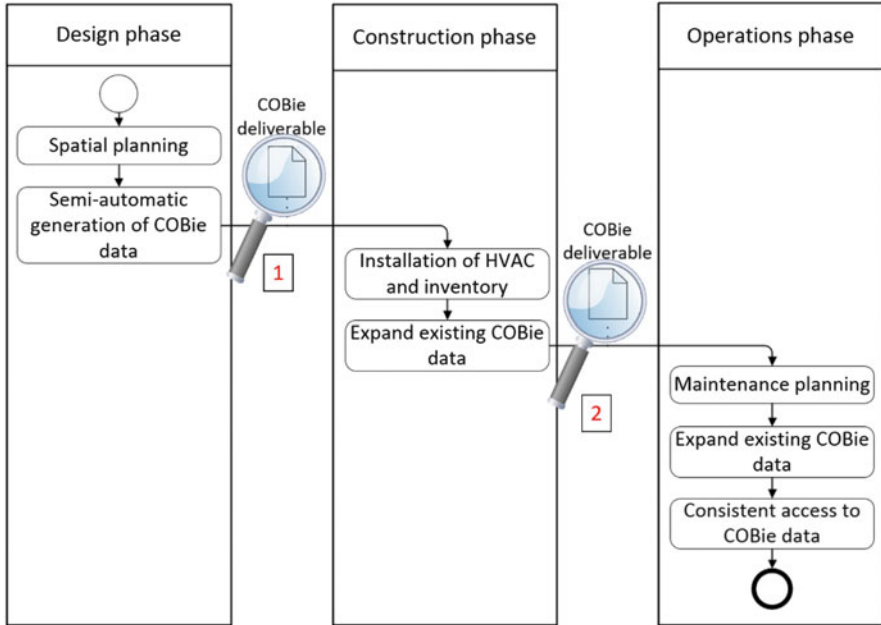 Design phase
Construction phase
Operations phase
Spatial planning
Semi-automatic
generation of COBie
data
COBie
deliverable
1
Installation of HVAC
and inventory
Expand existing COBie
data
COBie
deliverable
2
Maintenance planning
Expand existing COBie
data
Consistent access to
COBie data